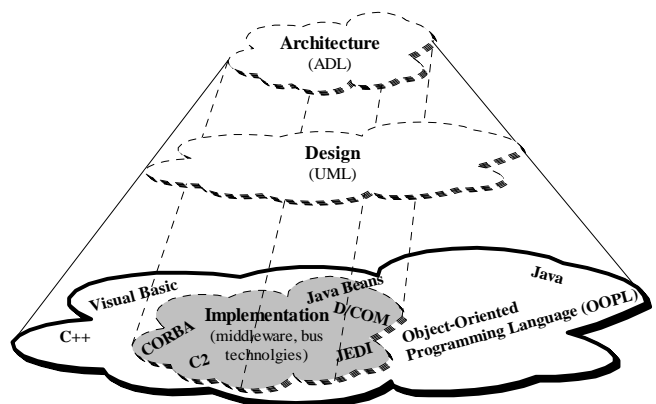 Architecture
(ADL)
Design
(UML)
Visual Basic
Java Beans
Java
C++
CORBA
Implementation
(middleware, bus
technolgies)
D/COM
C2
JEDI
Object-Oriented
Programming Language (OOPL)